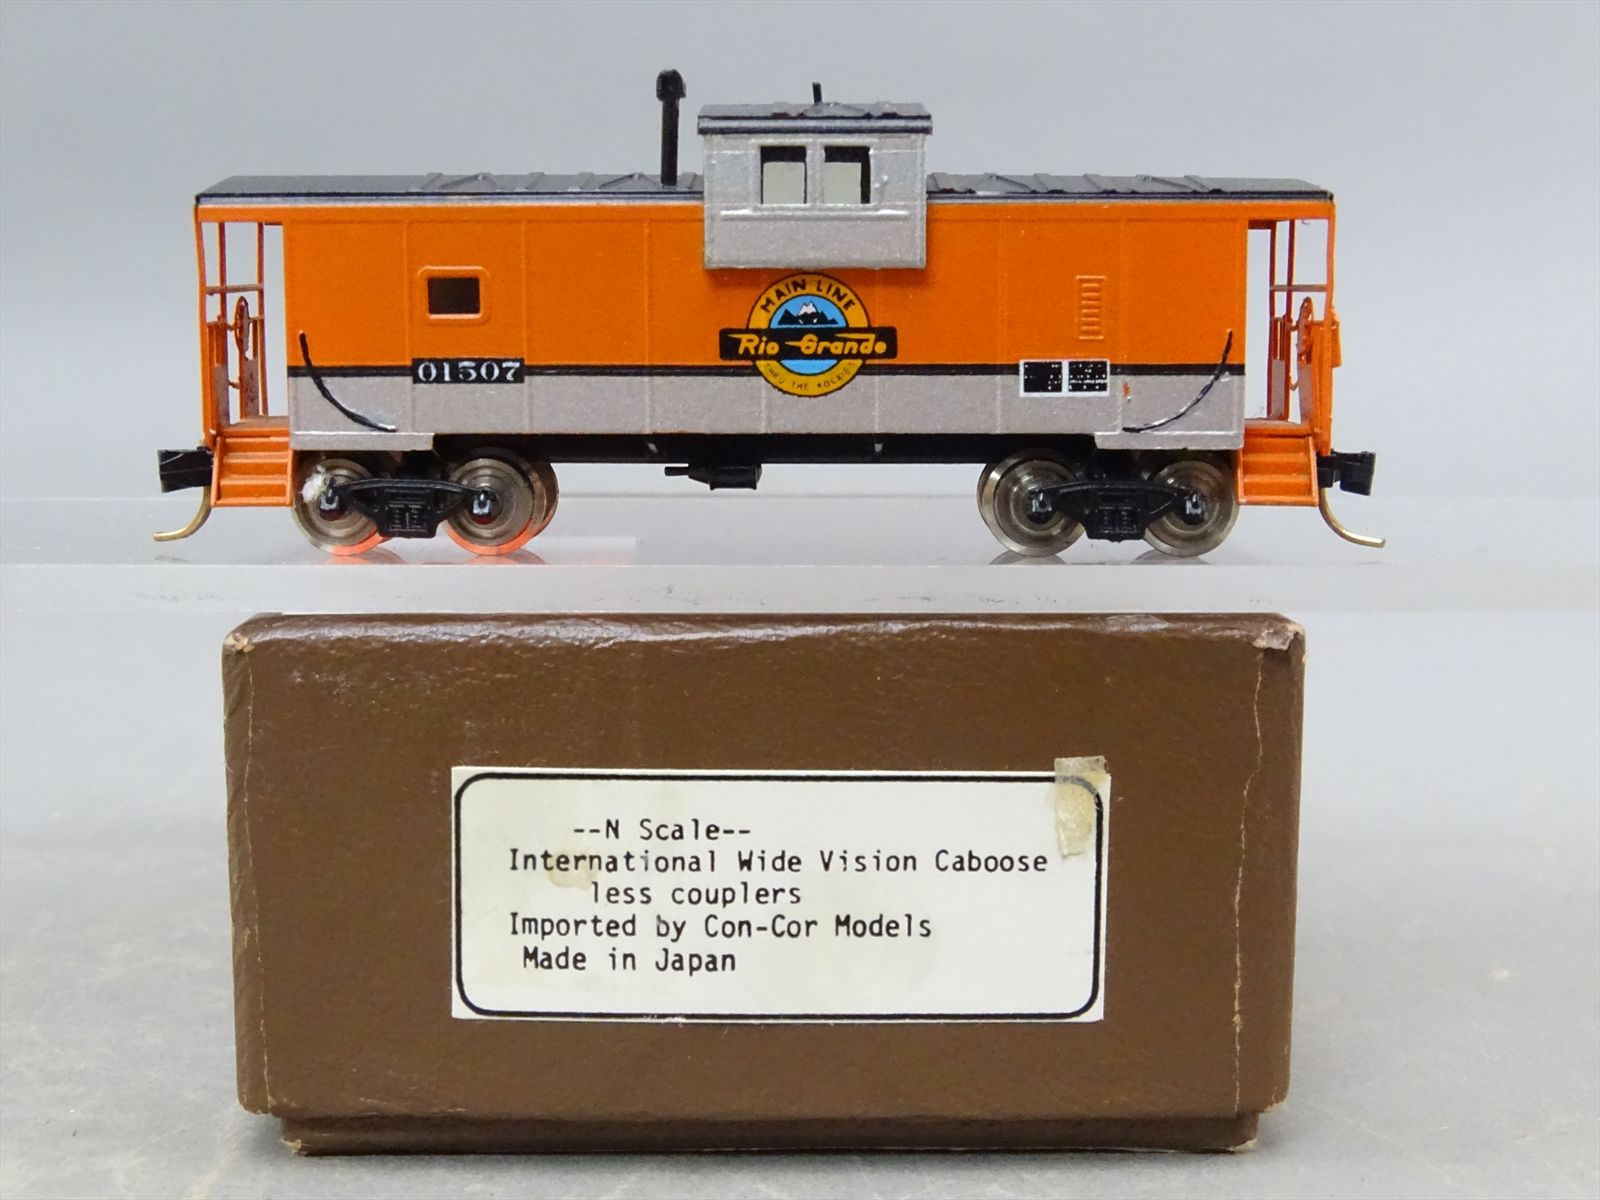 MAIN LINE
Rio Grande
THRU THE ROCKIES
01507
--N Scale--
International Wide Vision Caboose
less couplers
Imported by Con-Cor Models
Made in Japan